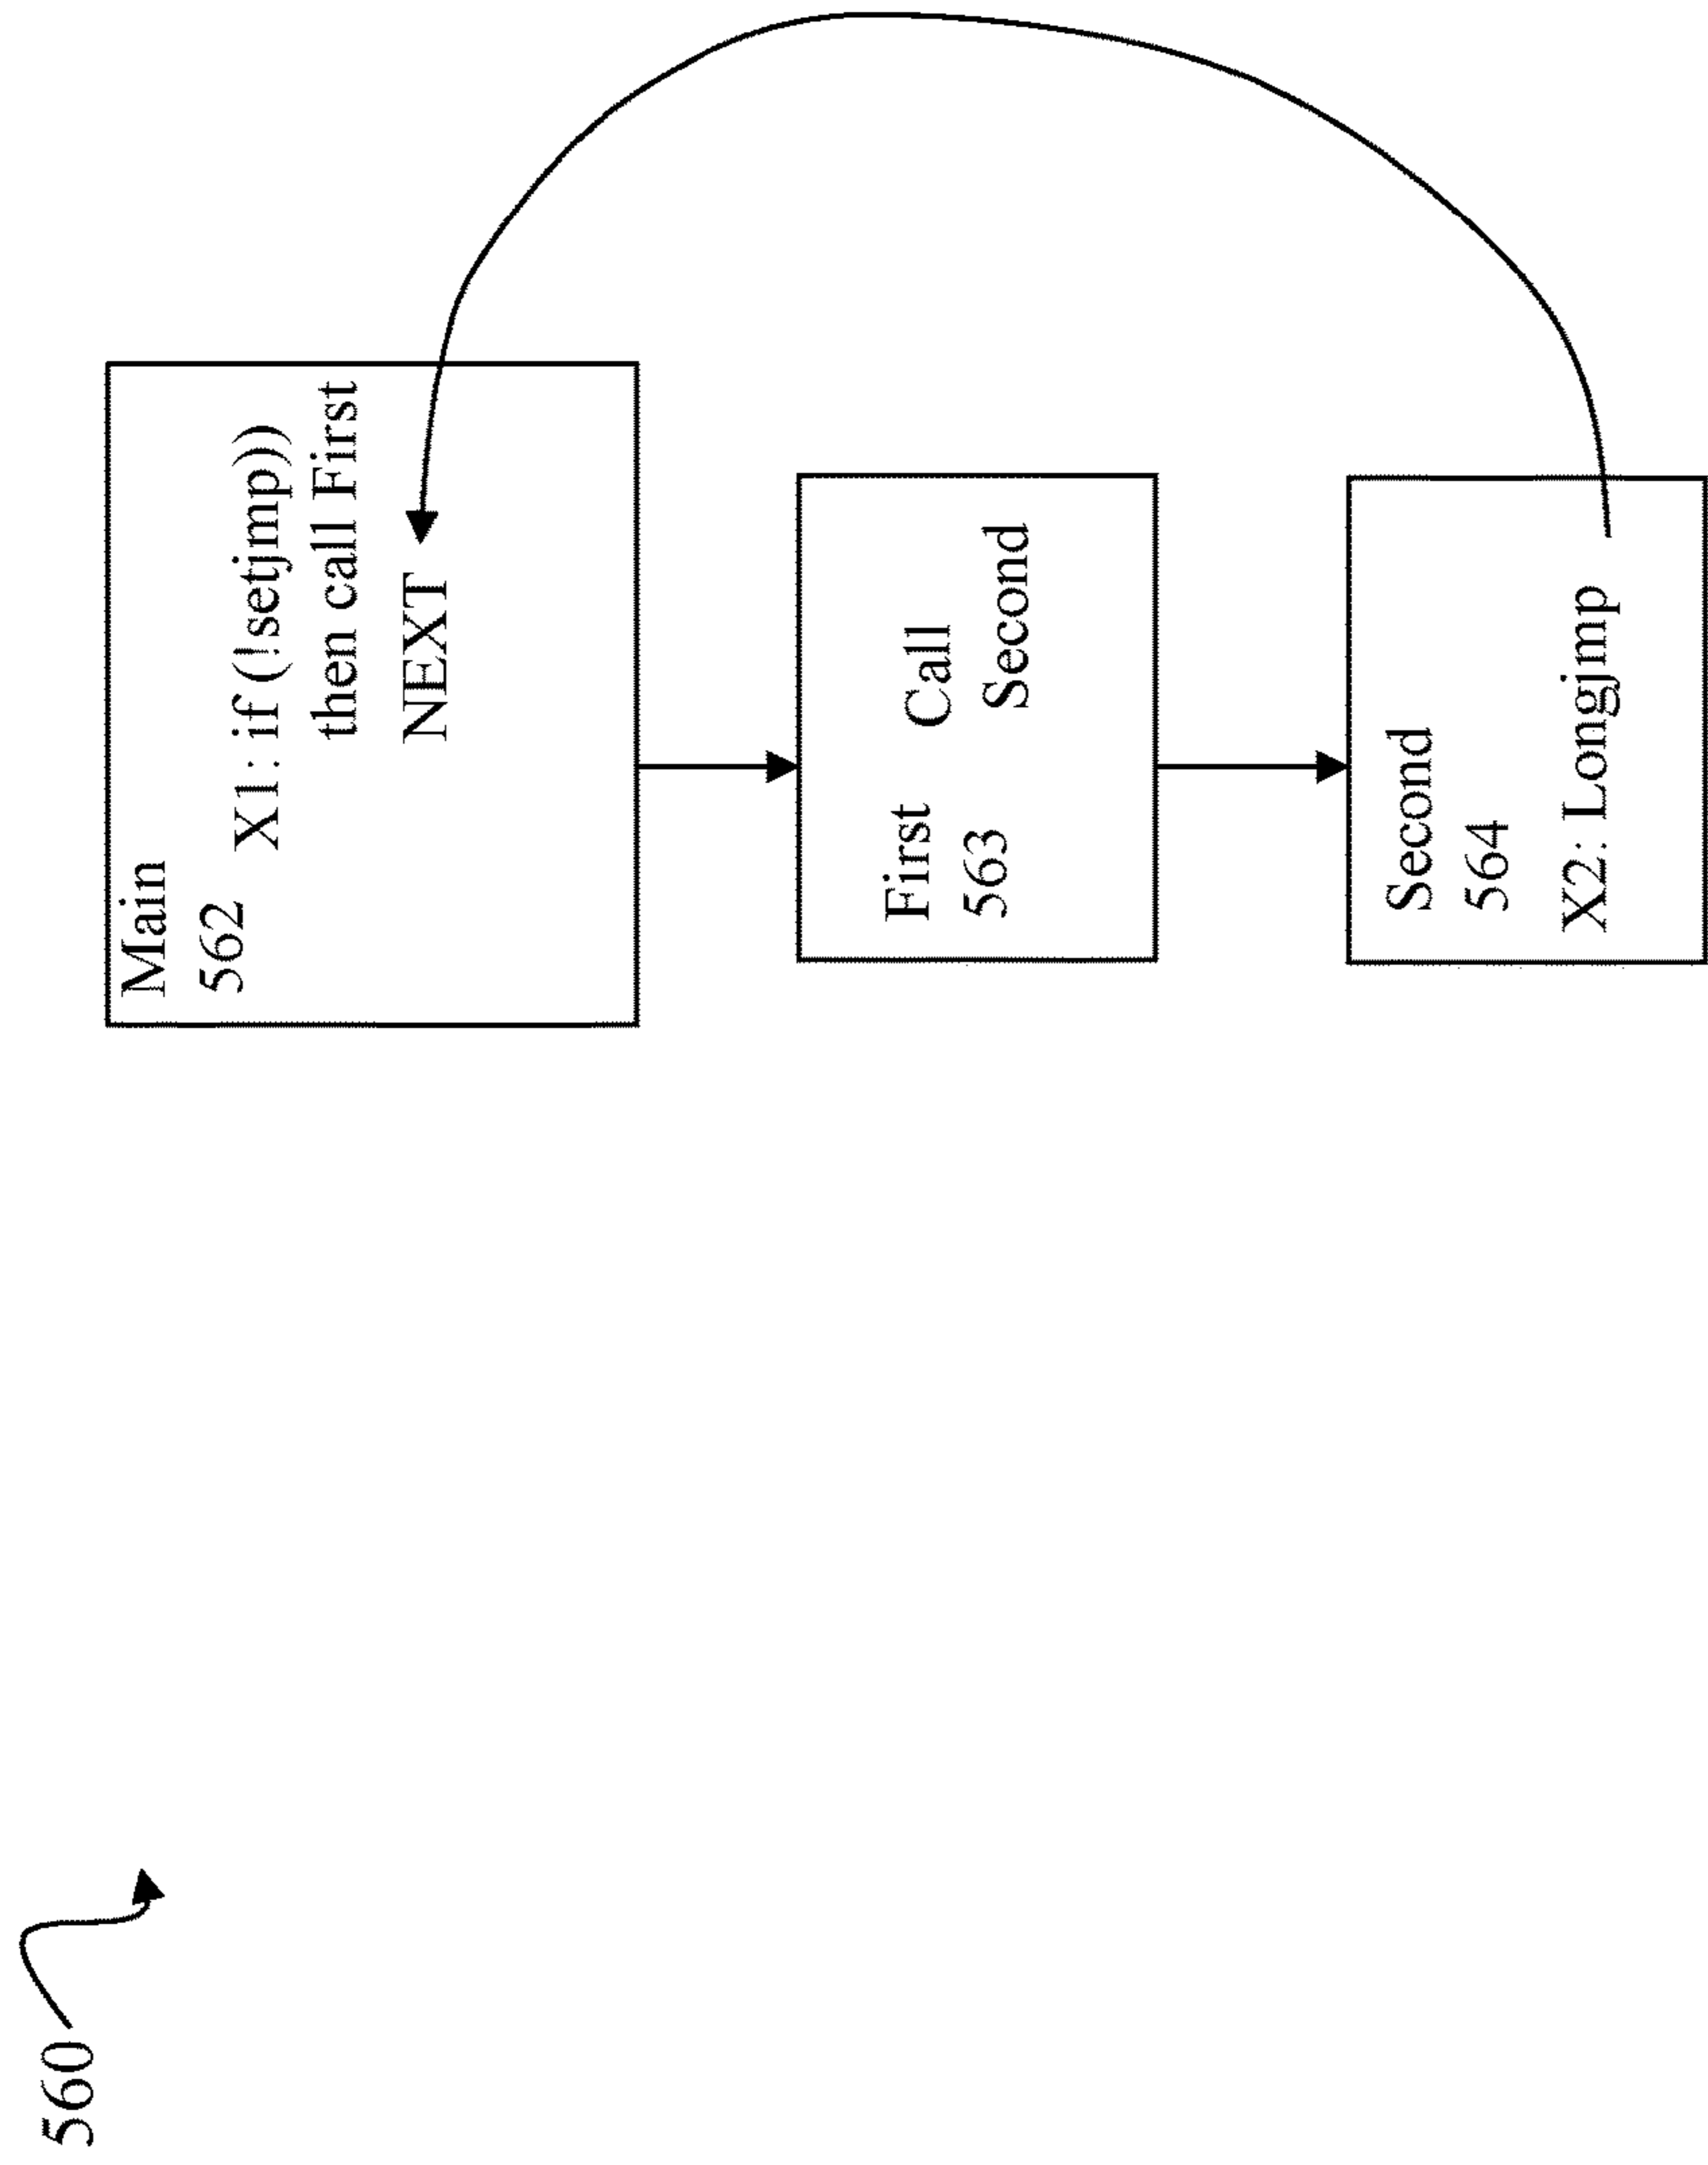 560
Main
562
X1: if (!setjmp))
then call First
NEXT
First
563
Call
Second
Second
564
X2: Longjmp